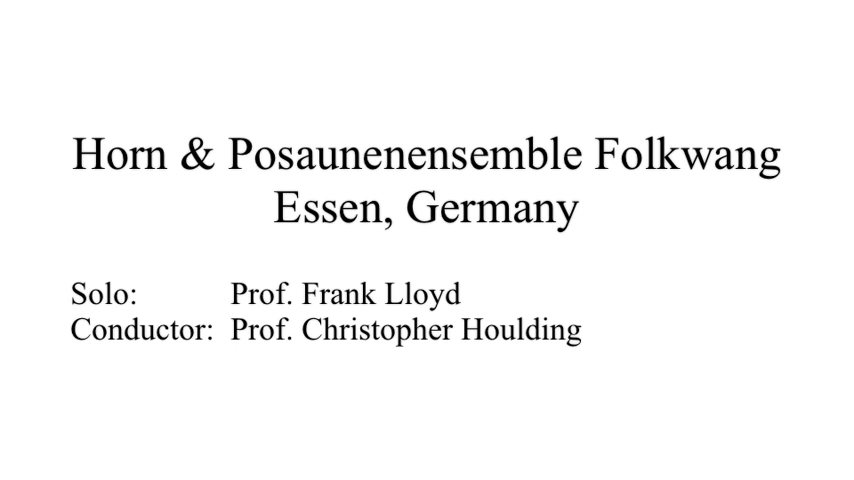 Horn & Posaunenensemble Folkwang
Essen, Germany
Solo: Prof. Frank Lloyd
Conductor: Prof. Christopher Houlding